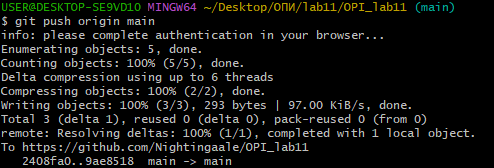 USER@DESKTOP-SE9VD1O MINGW64 ~/Desktop/ОПИ/lab11/OPI_lab11 (main)
$ git push origin main
info: please complete authentication in your browser...
Enumerating objects: 5, done.
Counting objects: 100% (5/5), done.
Delta compression using up to 6 threads
Compressing objects: 100% (2/2), done.
Writing objects: 100% (3/3), 293 bytes | 97.00 KiB/s, done.
Total 3 (delta 1), reused 0 (delta 0), pack-reused 0 (from 0)
remote: Resolving deltas: 100% (1/1), completed with 1 local object.
To https://github.com/Nightingaale/OPI_lab11
   2408fa0..9ae8518  main -> main